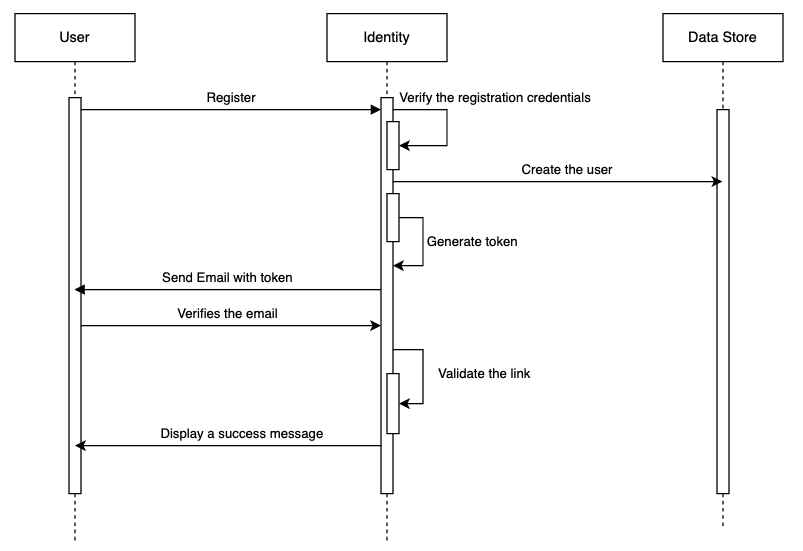 User
Identity
Data Store
Register
Verify the registration credentials
Create the user
Generate token
Send Email with token
Verifies the email
Validate the link
Display a success message